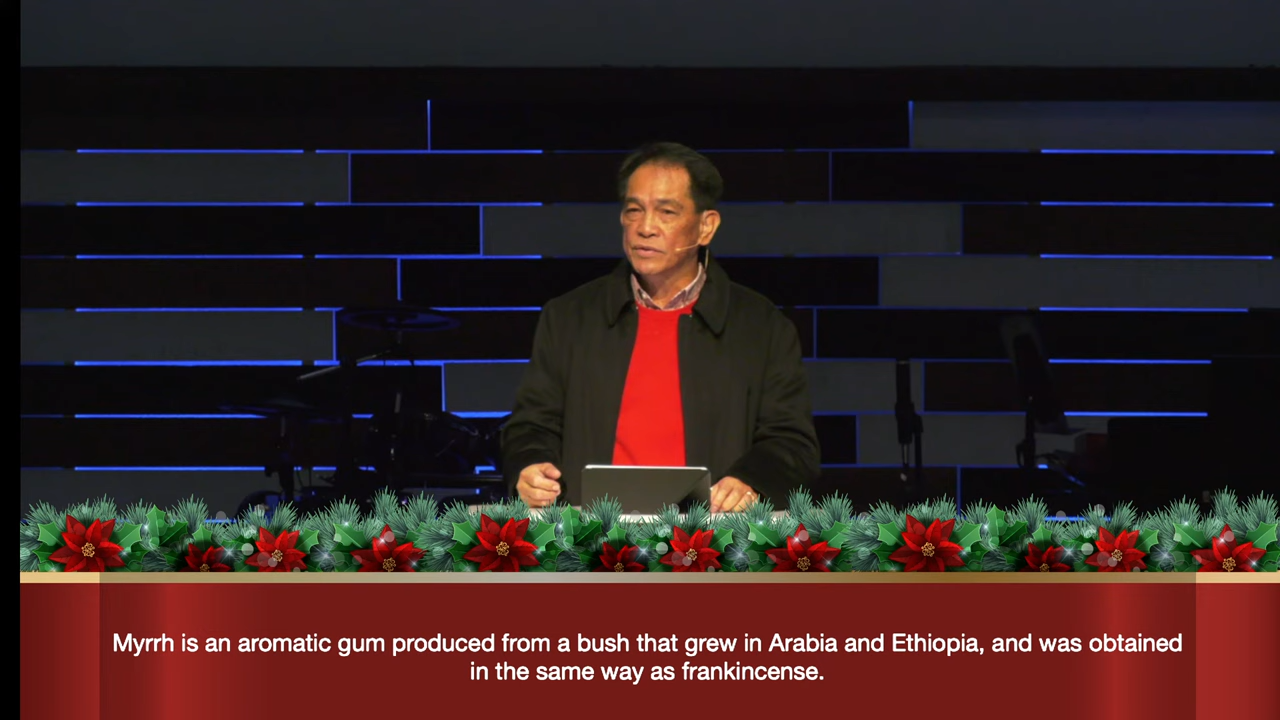 Myrrh is an aromatic gum produced from a bush that grew in Arabia and Ethiopia, and was obtained
in the same way as frankincense.